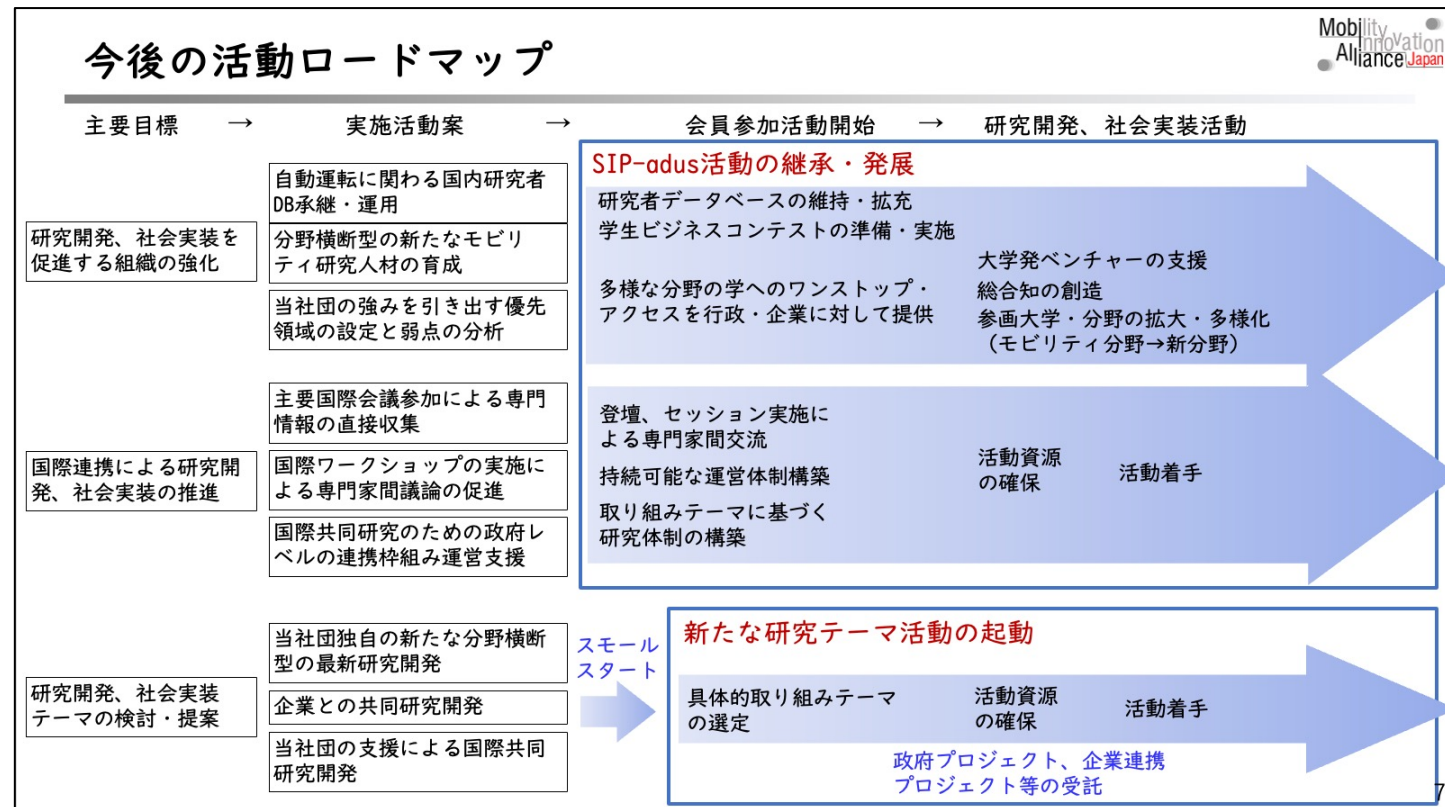 今後の活動ロードマップ
Mobility
Innovation
Alliance Japan
主要目標 → 実施活動案 → 会員参加活動開始 → 研究開発、社会実装活動
研究開発、社会実装を
促進する組織の強化
自動運転に関わる国内研究者
DB承継・運用
分野横断型の新たなモビリ
ティ研究人材の育成
当社団の強みを引き出す優先
領域の設定と弱点の分析
SIP-adus活動の継承・発展
研究者データベースの維持・拡充
学生ビジネスコンテストの準備・実施
多様な分野の学へのワンストップ・
アクセスを行政・企業に対して提供
大学発ベンチャーの支援
総合知の創造
参画大学・分野の拡大・多様化
(モビリティ分野→新分野)
国際連携による研究開
発、社会実装の推進
主要国際会議参加による専門
情報の直接収集
国際ワークショップの実施に
よる専門家間議論の促進
国際共同研究のための政府レ
ベルの連携枠組み運営支援
登壇、セッション実施に
よる専門家間交流
持続可能な運営体制構築
取り組みテーマに基づく
研究体制の構築
活動資源
の確保
活動着手
研究開発、社会実装
テーマの検討・提案
当社団独自の新たな分野横断
型の最新研究開発
企業との共同研究開発
当社団の支援による国際共同
研究開発
スモール
スタート
新たな研究テーマ活動の起動
具体的取り組みテーマ
の選定
活動資源
の確保
活動着手
政府プロジェクト、企業連携
プロジェクト等の受託
7